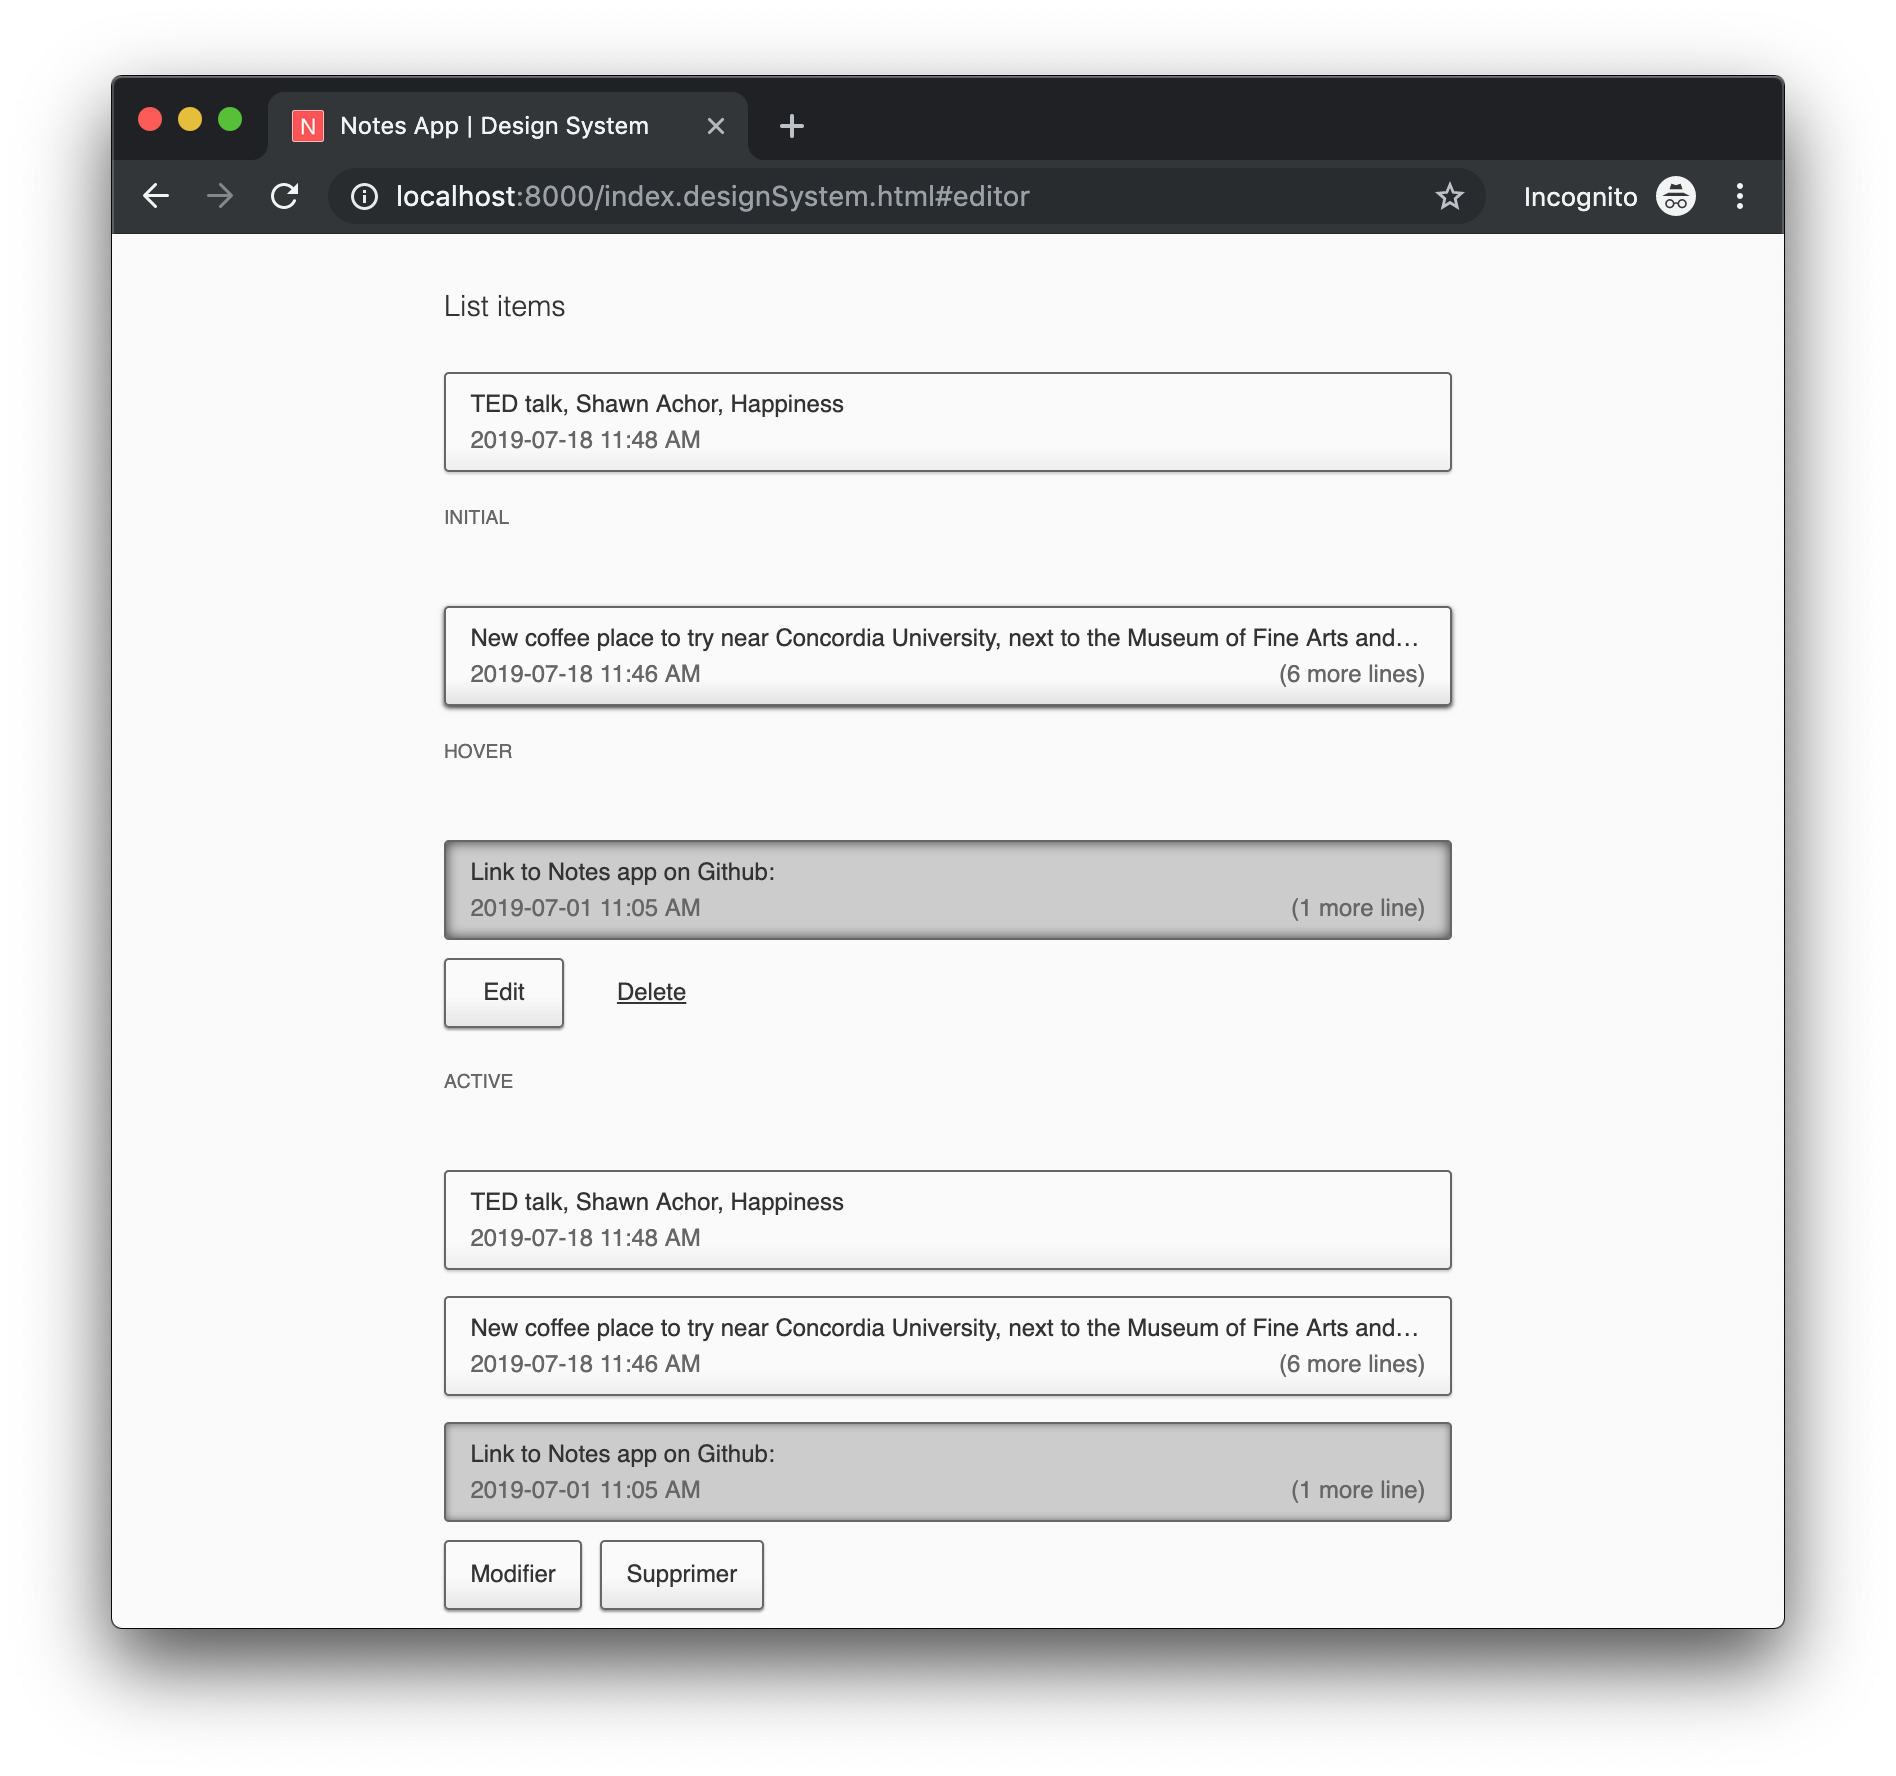 N Notes App | Design System
localhost:8000/index.designSystem.html#editor Incognito
List items
TED talk, Shawn Achor, Happiness
2019-07-18 11:48 AM
INITIAL
New coffee place to try near Concordia University, next to the Museum of Fine Arts and…
2019-07-18 11:46 AM (6 more lines)
HOVER
Link to Notes app on Github:
2019-07-01 11:05 AM (1 more line)
Edit Delete
ACTIVE
TED talk, Shawn Achor, Happiness
2019-07-18 11:48 AM
New coffee place to try near Concordia University, next to the Museum of Fine Arts and…
2019-07-18 11:46 AM (6 more lines)
Link to Notes app on Github:
2019-07-01 11:05 AM (1 more line)
Modifier Supprimer